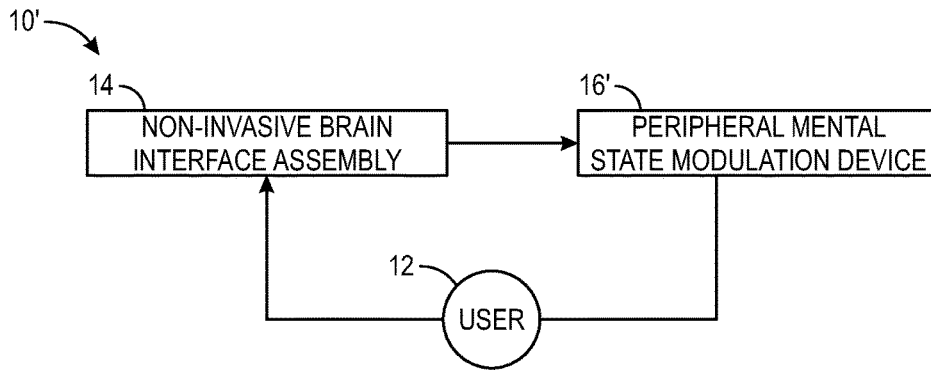 10'
14
16'
NON-INVASIVE BRAIN
INTERFACE ASSEMBLY
PERIPHERAL MENTAL
STATE MODULATION DEVICE
12
USER